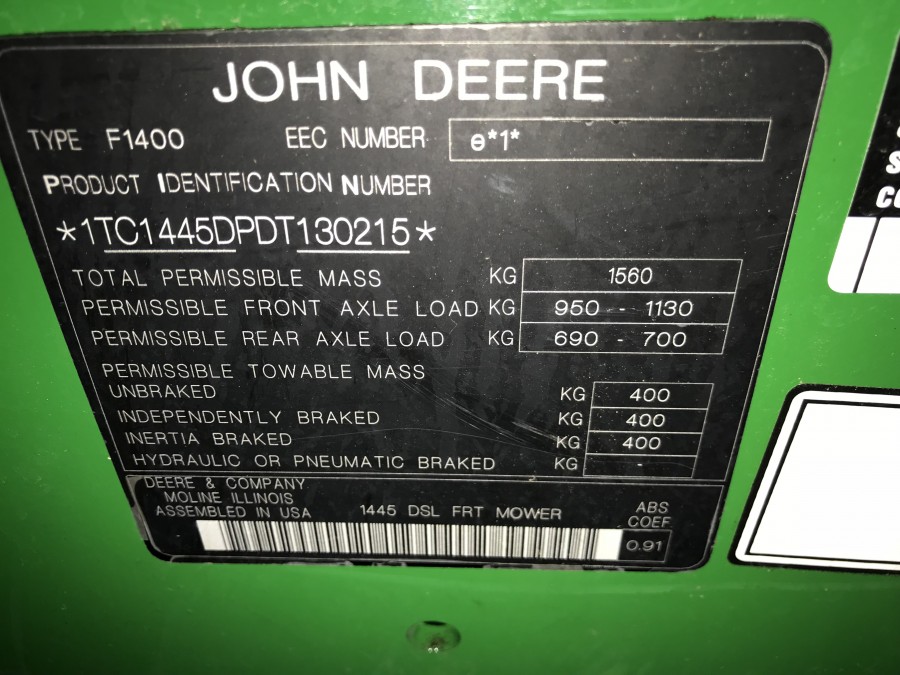 JOHN DEERE
TYPE F1400 EEC NUMBER e*1*
PRODUCT IDENTIFICATION NUMBER
*1TC1445DPDT130215*
TOTAL PERMISSIBLE MASS KG 1560
PERMISSIBLE FRONT AXLE LOAD KG 950 - 1130
PERMISSIBLE REAR AXLE LOAD KG 690 - 700
PERMISSIBLE TOWABLE MASS
UNBRAKED KG 400
INDEPENDENTLY BRAKED KG 400
INERTIA BRAKED KG 400
HYDRAULIC OR PNEUMATIC BRAKED KG -
DEERE & COMPANY
MOLINE ILLINOIS
ASSEMBLED IN USA 1445 DSL FRT MOWER
ABS
COEF
0.91